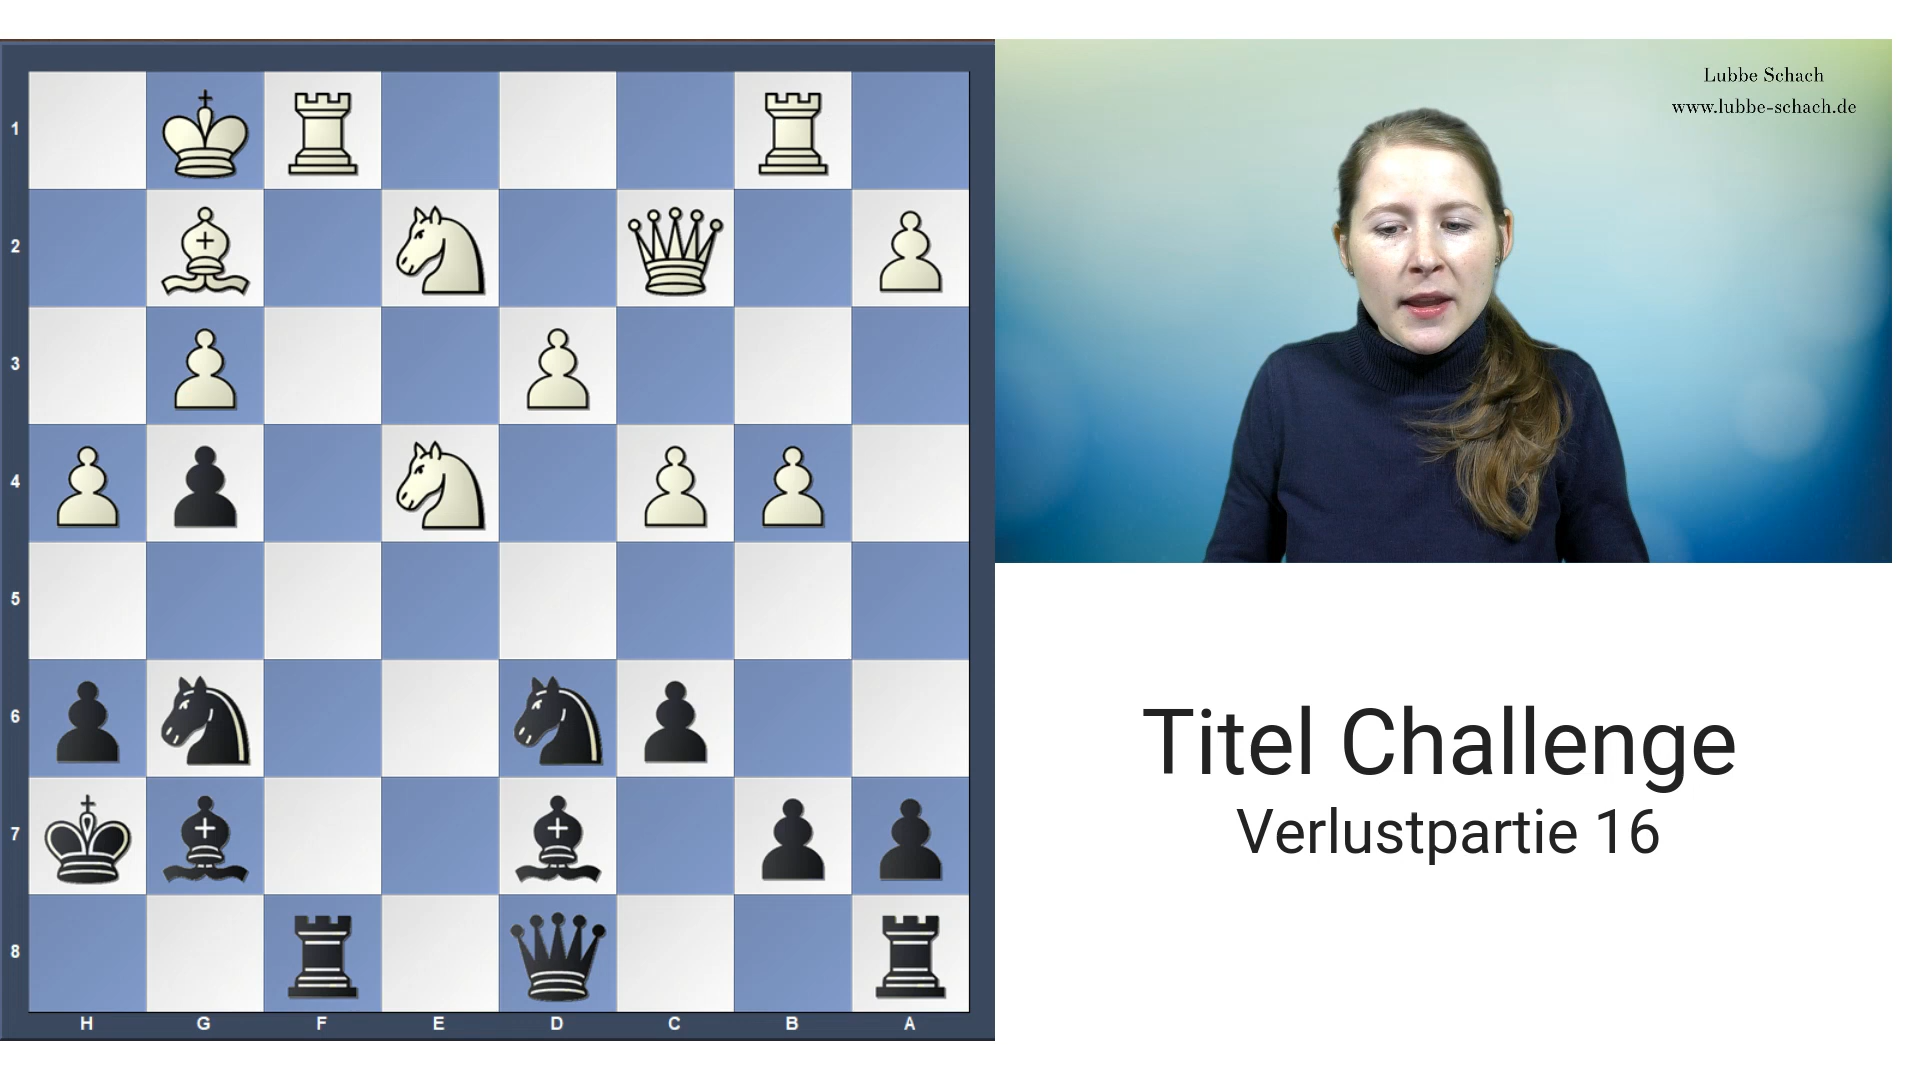 Lubbe Schach
www.lubbe-schach.de
1
2
3
4
5
6
7
8
H G F E D C B A
Titel Challenge
Verlustpartie 16